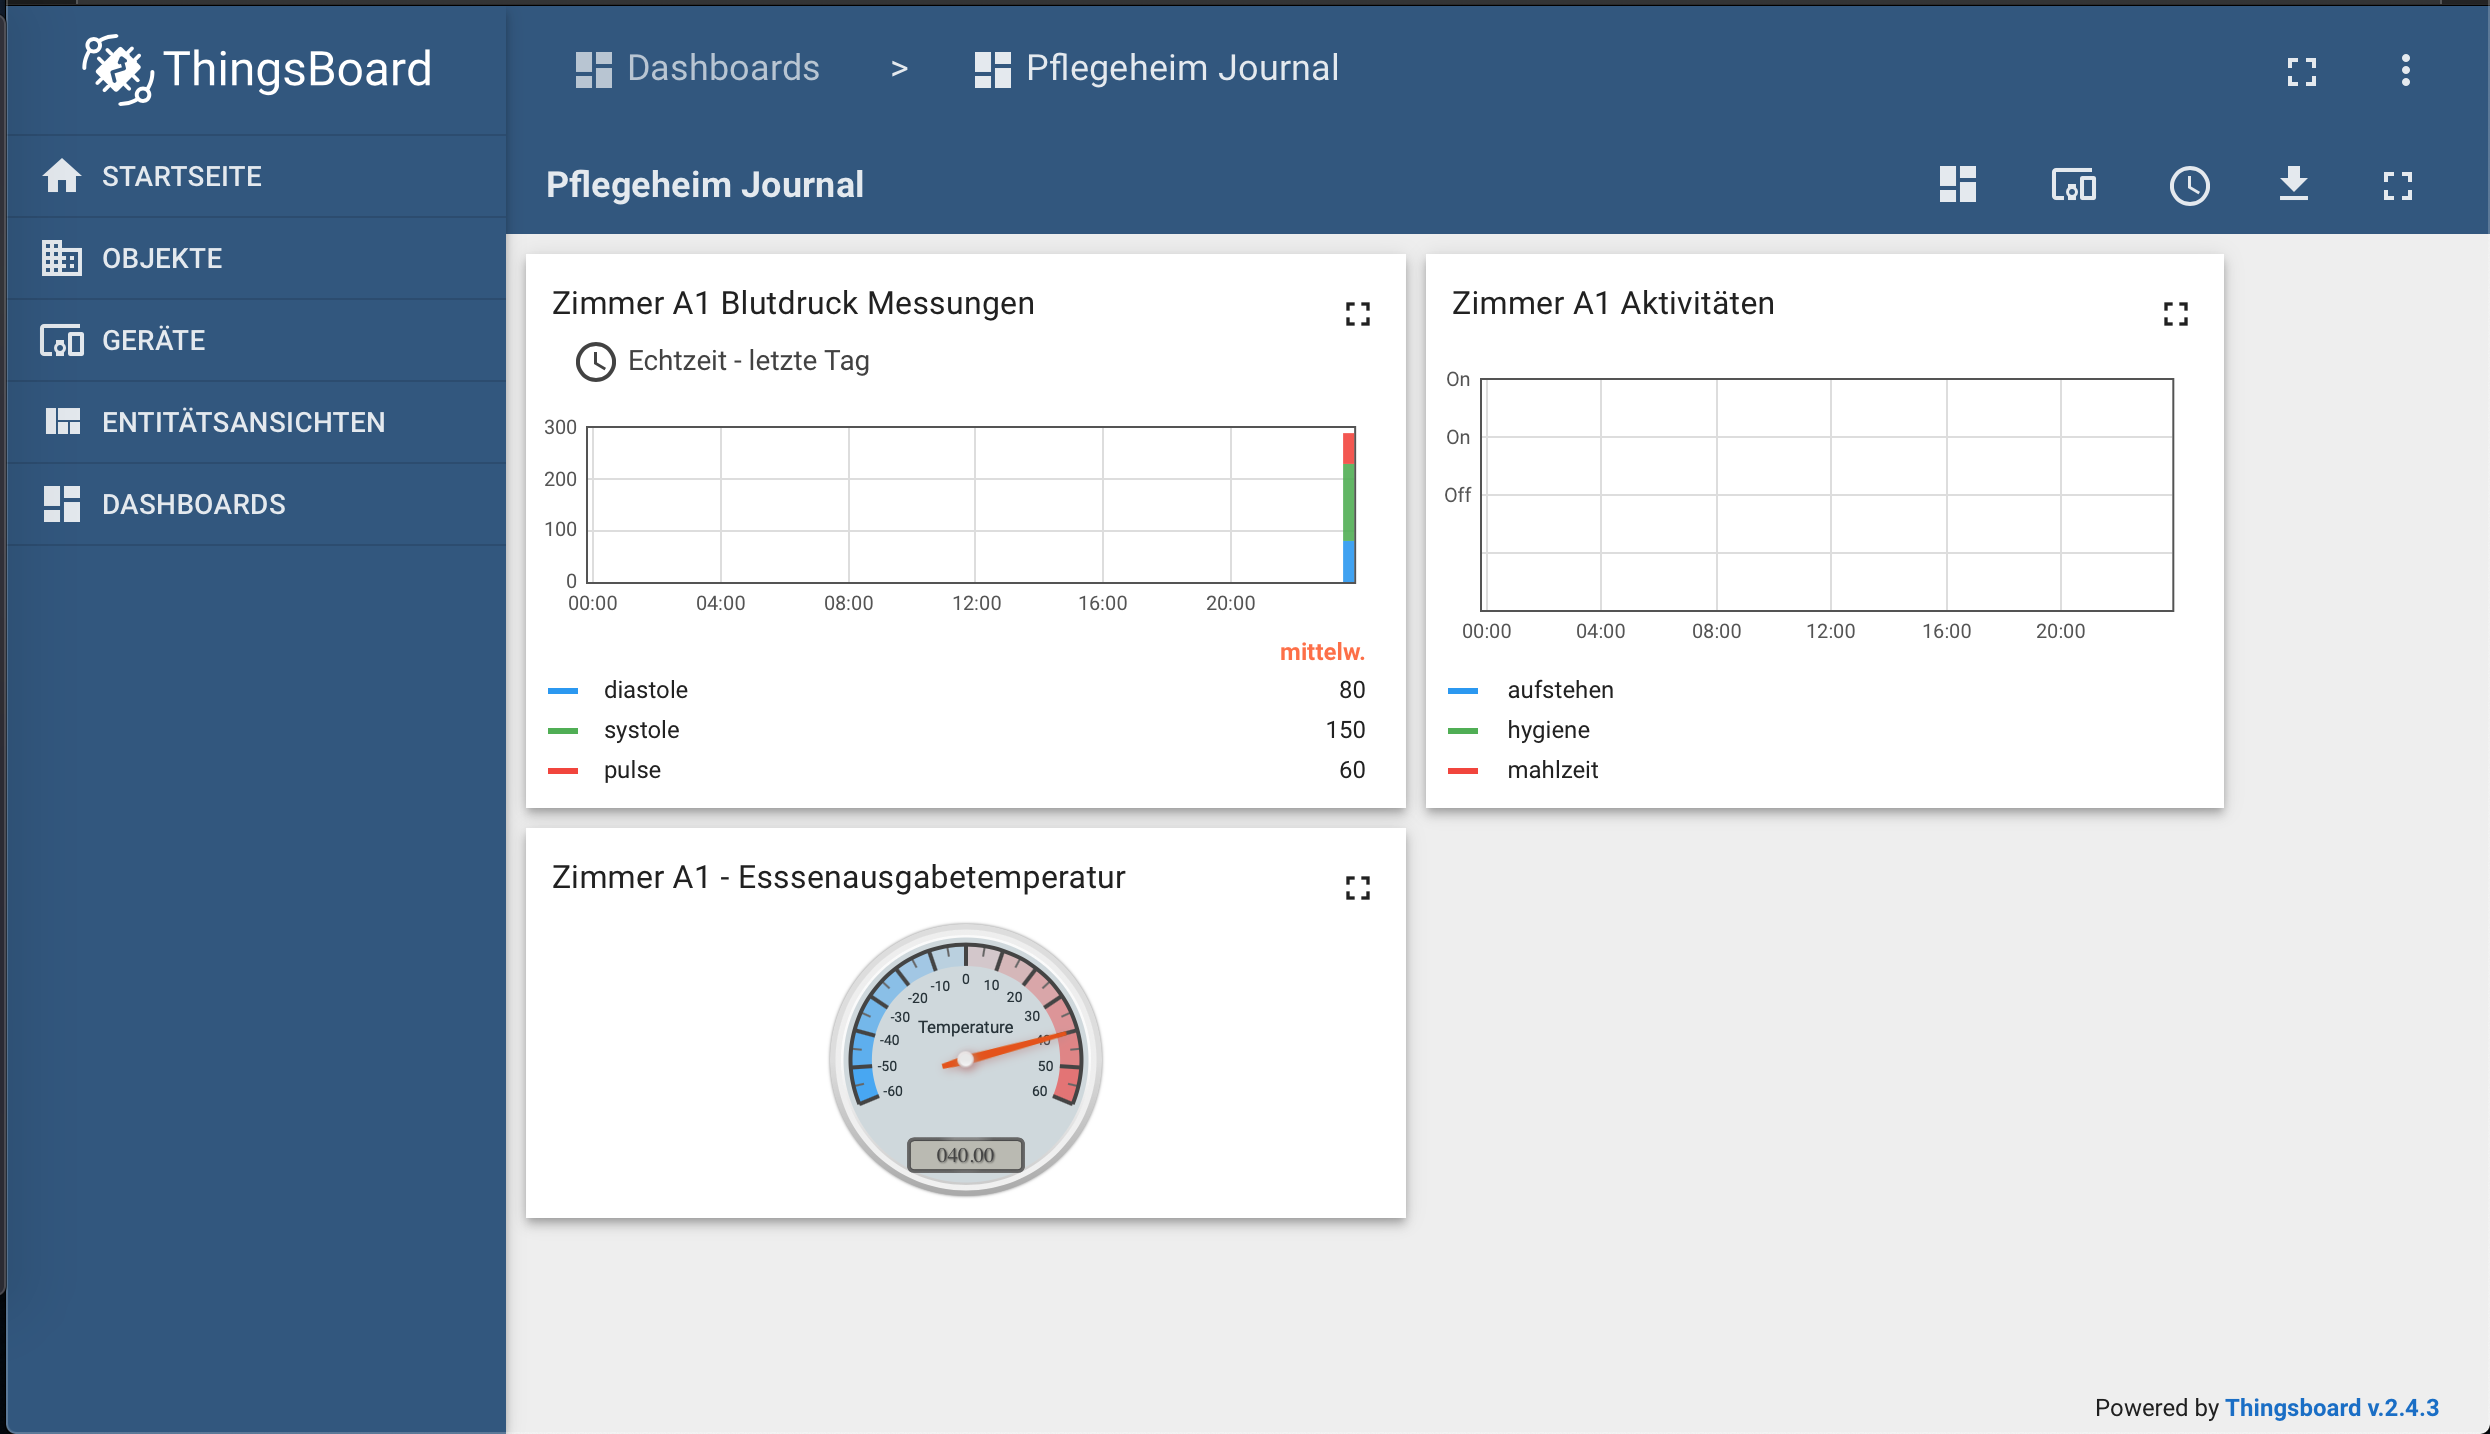 ThingsBoard
Dashboards > Pflegeheim Journal
STARTSEITE
OBJEKTE
GERÄTE
ENTITÄTSANSICHTEN
DASHBOARDS
Pflegeheim Journal
Zimmer A1 Blutdruck Messungen
Echtzeit - letzte Tag
300
200
100
0
00:00 04:00 08:00 12:00 16:00 20:00
mittelw.
diastole 80
systole 150
pulse 60
Zimmer A1 Aktivitäten
On
On
Off
00:00 04:00 08:00 12:00 16:00 20:00
aufstehen
hygiene
mahlzeit
Zimmer A1 - Esssenausgabetemperatur
-60 -50 -40 -30 -20 -10 0 10 20 30 40 50 60
Temperature
040.00
Powered by Thingsboard v.2.4.3